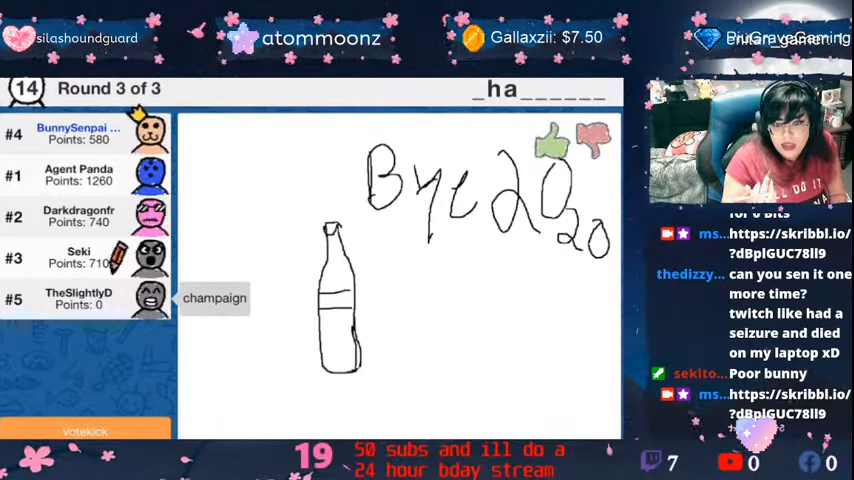 silashoundguard
atommoonz
Gallaxzii: $7.50
PiuGraveGaming
14
Round 3 of 3
_ha______
#4
BunnySenpai ...
Points: 580
#1
Agent Panda
Points: 1260
#2
Darkdragonfr
Points: 740
#3
Seki
Points: 710
#5
TheSlightlyD
Points: 0
champaign
Votekick
Bye 2020
for 0 Bits
ms... https://skribbl.io/
?dBplGUC78ll9
thedizzy... can you sen it one
more time?
twitch like had a
seizure and died
on my laptop xD
sekito... Poor bunny
ms... https://skribbl.io/
?dBplGUC78ll9
19
50 subs and ill do a
24 hour bday stream
7
0
0